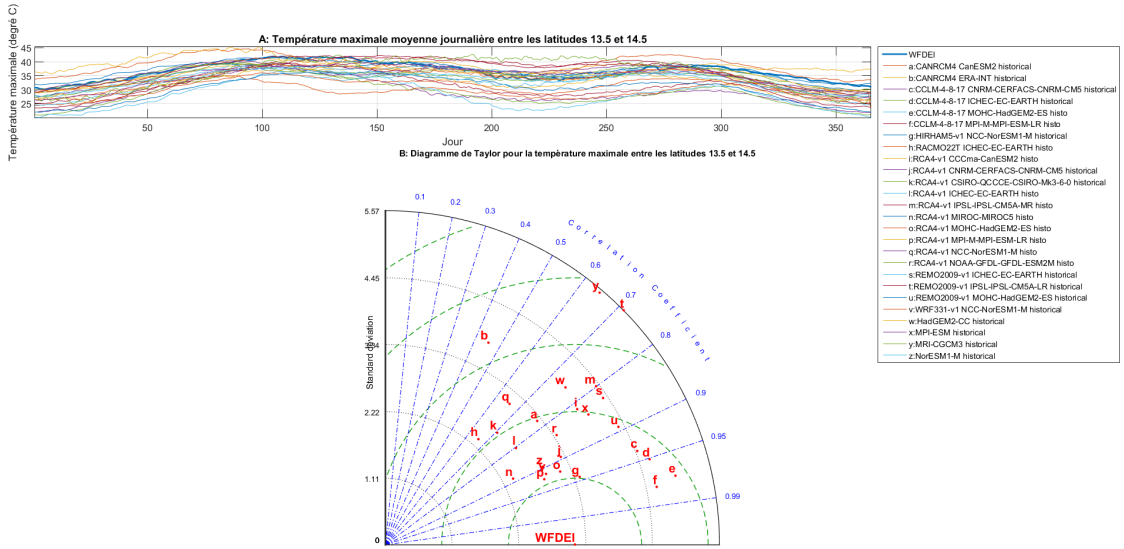 A: Température maximale moyenne journalière entre les latitudes 13.5 et 14.5
Température maximale (degré C)
45
40
35
30
25
50
100
150
200
250
300
350
Jour
WFDEI
a:CANRCM4 CanESM2 historical
b:CANRCM4 ERA-INT historical
c:CCLM-4-8-17 CNRM-CERFACS-CNRM-CM5 historical
d:CCLM-4-8-17 ICHEC-EC-EARTH historical
e:CCLM-4-8-17 MOHC-HadGEM2-ES histo
f:CCLM-4-8-17 MPI-M-MPI-ESM-LR histo
g:HIRHAM5-v1 NCC-NorESM1-M historical
h:RACMO22T ICHEC-EC-EARTH histo
i:RCA4-v1 CCCma-CanESM2 histo
j:RCA4-v1 CNRM-CERFACS-CNRM-CM5 historical
k:RCA4-v1 CSIRO-QCCCE-CSIRO-Mk3-6-0 historical
l:RCA4-v1 ICHEC-EC-EARTH histo
m:RCA4-v1 IPSL-IPSL-CM5A-MR histo
n:RCA4-v1 MIROC-MIROC5 histo
o:RCA4-v1 MOHC-HadGEM2-ES histo
p:RCA4-v1 MPI-M-MPI-ESM-LR histo
q:RCA4-v1 NCC-NorESM1-M histo
r:RCA4-v1 NOAA-GFDL-GFDL-ESM2M histo
s:REMO2009-v1 ICHEC-EC-EARTH historical
t:REMO2009-v1 IPSL-IPSL-CM5A-LR historical
u:REMO2009-v1 MOHC-HadGEM2-ES historical
v:WRF331-v1 NCC-NorESM1-M historical
w:HadGEM2-CC historical
x:MPI-ESM historical
y:MRI-CGCM3 historical
z:NorESM1-M historical
B: Diagramme de Taylor pour la température maximale entre les latitudes 13.5 et 14.5
Standard deviation
5.57
4.45
3.34
2.22
1.11
0
0.1
0.2
0.3
0.4
0.5
0.6
0.7
0.8
0.9
0.95
0.99
Correlation Coefficient
y
t
b
w
m
s
q
i
x
a
u
h
k
r
l
c
d
j
z
v
o
n
p
g
e
f
WFDEI